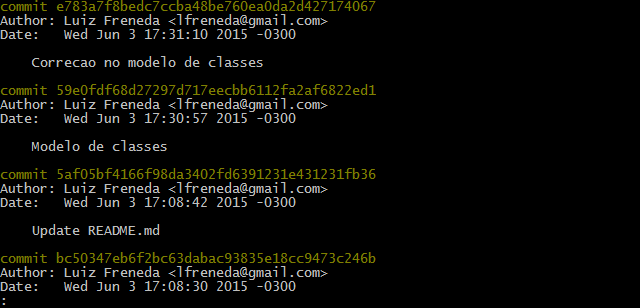 commit e783a7f8bedc7ccba48be760ea0da2d427174067
Author: Luiz Freneda <lfreneda@gmail.com>
Date:   Wed Jun 3 17:31:10 2015 -0300
    Correcao no modelo de classes
commit 59e0fdf68d27297d717eecbb6112fa2af6822ed1
Author: Luiz Freneda <lfreneda@gmail.com>
Date:   Wed Jun 3 17:30:57 2015 -0300
    Modelo de classes
commit 5af05bf4166f98da3402fd6391231e431231fb36
Author: Luiz Freneda <lfreneda@gmail.com>
Date:   Wed Jun 3 17:08:42 2015 -0300
    Update README.md
commit bc50347eb6f2bc63dabac93835e18cc9473c246b
Author: Luiz Freneda <lfreneda@gmail.com>
Date:   Wed Jun 3 17:08:30 2015 -0300
: